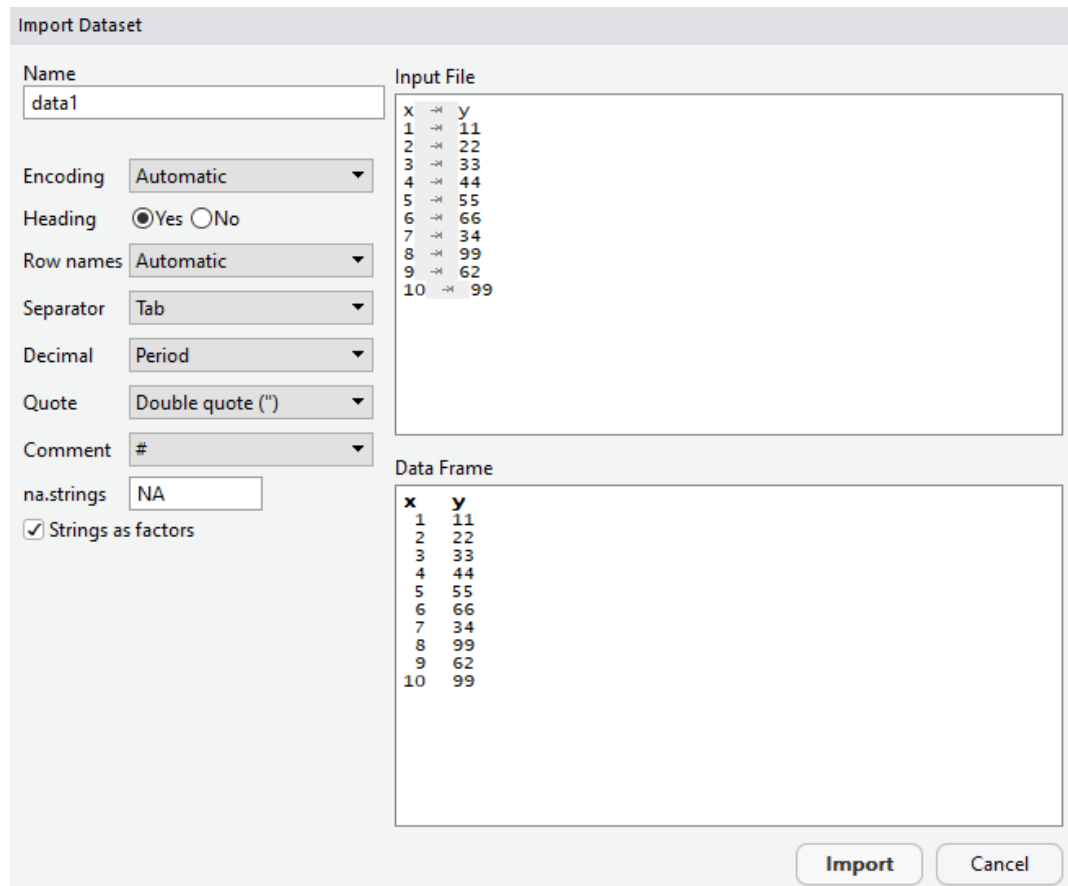 Import Dataset
Name
data1
Encoding Automatic
Heading Yes No
Row names Automatic
Separator Tab
Decimal Period
Quote Double quote (")
Comment #
na.strings NA
Strings as factors
Input File
x ⇥ y
1 ⇥ 11
2 ⇥ 22
3 ⇥ 33
4 ⇥ 44
5 ⇥ 55
6 ⇥ 66
7 ⇥ 34
8 ⇥ 99
9 ⇥ 62
10 ⇥ 99
Data Frame
x y
1 11
2 22
3 33
4 44
5 55
6 66
7 34
8 99
9 62
10 99
Import Cancel